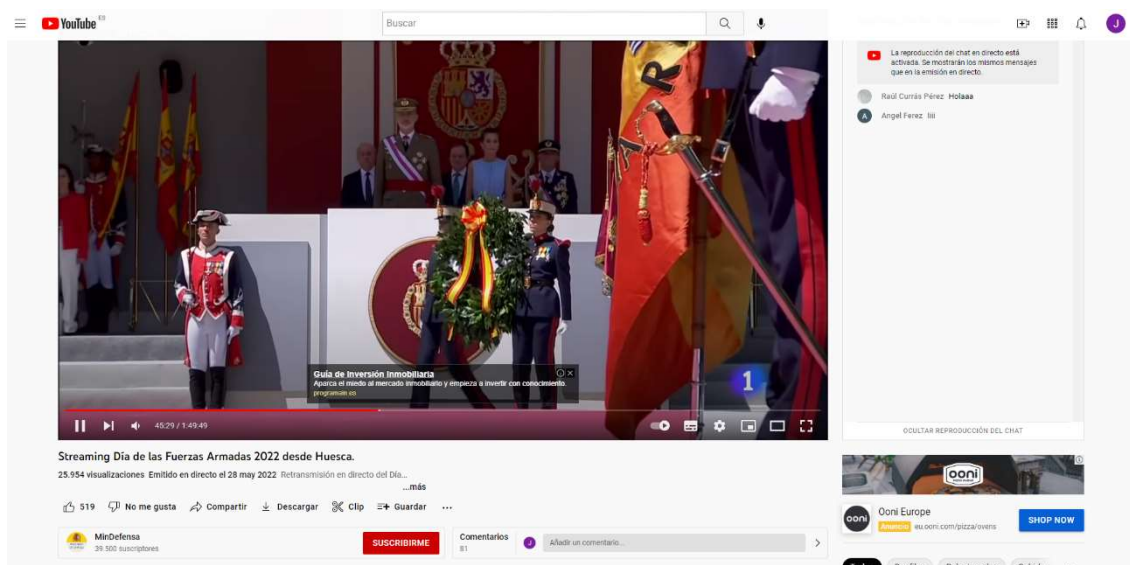 YouTube ES
Buscar
J
La reproducción del chat en directo está
activada. Se mostrarán los mismos mensajes
que en la emisión en directo.
Raúl Currás Pérez Holaaa
A Angel Ferez Iiii
Guía de Inversión Inmobiliaria
Aparca el miedo al mercado inmobiliario y empieza a invertir con conocimiento.
programam.es
1
45:29 / 1:49:49
OCULTAR REPRODUCCIÓN DEL CHAT
Streaming Día de las Fuerzas Armadas 2022 desde Huesca.
25.954 visualizaciones Emitido en directo el 28 may 2022 Retransmisión en directo del Día...
...más
519 No me gusta Compartir Descargar Clip Guardar ...
ooni
MinDefensa
39.500 suscriptores
SUSCRIBIRME
Comentarios
81
J
Añadir un comentario...
ooni
Ooni Europe
Anuncio eu.ooni.com/pizza/ovens
SHOP NOW